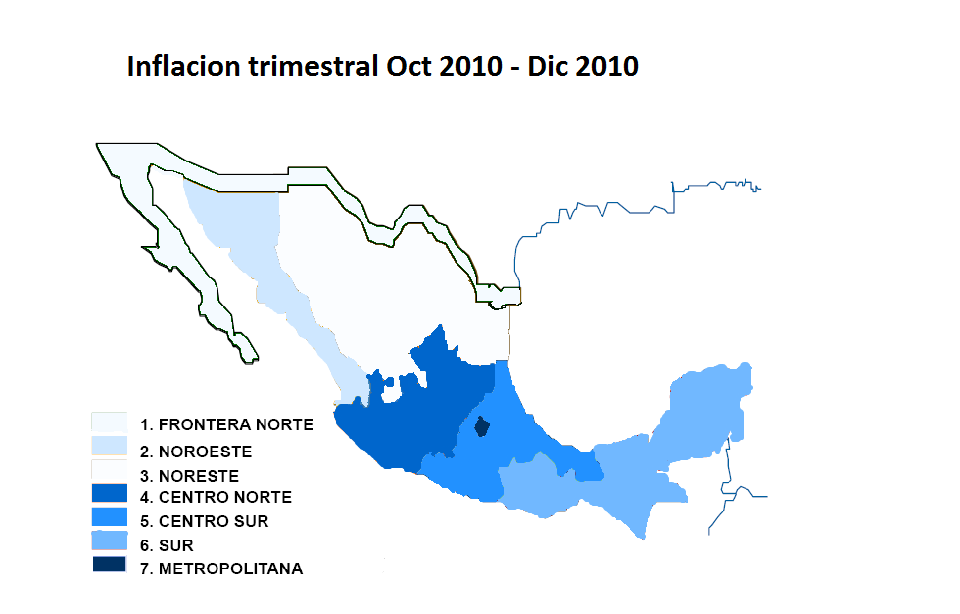 Inflacion trimestral Oct 2010 - Dic 2010
1. FRONTERA NORTE
2. NOROESTE
3. NORESTE
4. CENTRO NORTE
5. CENTRO SUR
6. SUR
7. METROPOLITANA